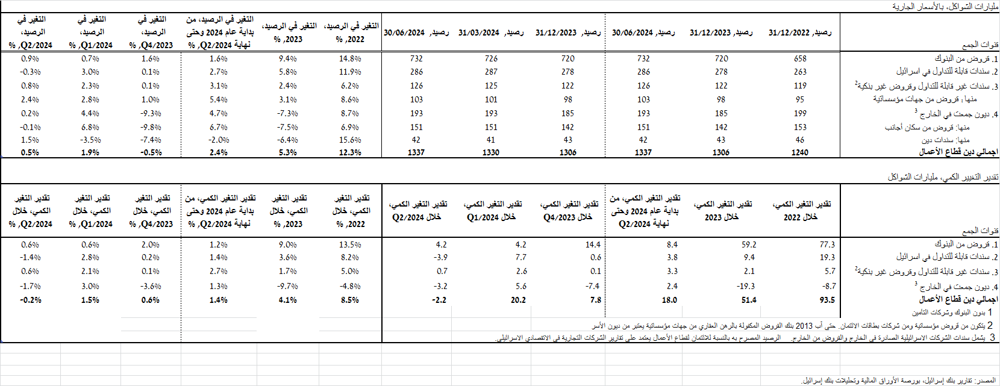 مليارات الشواكل، بالأسعار الجارية
قنوات الجمع
رصيد, 31/12/2022
رصيد, 31/12/2023
رصيد, 30/06/2024
رصيد, 31/12/2023
رصيد, 31/03/2024
رصيد, 30/06/2024
التغير في الرصيد،
2022, %
التغير في الرصيد،
2023, %
التغير في الرصيد، من
بداية عام 2024 وحتى
نهاية Q2/2024, %
التغير في
الرصيد،
Q4/2023, %
التغير في
الرصيد،
Q1/2024, %
التغير في
الرصيد،
Q2/2024, %
1. قروض من البنوك 658 720 732 720 726 732 14.8% 9.4% 1.6% 1.6% 0.7% 0.9%
2. سندات قابلة للتداول في اسرائيل 263 278 286 278 287 286 11.9% 5.8% 2.7% 0.1% 3.0% -0.3%
3. سندات غير قابلة للتداول وقروض غير بنكية2 119 122 126 122 125 126 6.2% 2.4% 3.1% 0.1% 2.3% 0.8%
منها: قروض من جهات مؤسساتية 95 98 103 98 101 103 8.6% 3.1% 5.4% 1.0% 2.8% 2.4%
4. ديون جمعت في الخارج 3 199 185 193 185 193 193 8.7% -7.3% 4.7% -9.3% 4.4% 0.2%
منها: قروض من سكان أجانب 153 142 151 142 151 151 6.9% -7.5% 6.7% -9.8% 6.8% -0.1%
منها: سندات دين 46 43 42 43 41 42 15.6% -6.4% -2.0% -7.4% -3.5% 1.5%
اجمالي دين قطاع الأعمال 1240 1306 1337 1306 1330 1337 12.3% 5.3% 2.4% -0.5% 1.9% 0.5%
تقدير التغيير الكمي، مليارات الشواكل
قنوات الجمع
تقدير التغير الكمي،
خلال 2022
تقدير التغير الكمي،
خلال 2023
تقدير التغير الكمي، من
بداية عام 2024 وحتى
نهاية Q2/2024
تقدير التغير الكمي،
خلال Q4/2023
تقدير التغير الكمي،
خلال Q1/2024
تقدير التغير الكمي،
خلال Q2/2024
تقدير التغير
الكمي، خلال
2022, %
تقدير التغير
الكمي، خلال
2023, %
تقدير التغير الكمي، من
بداية عام 2024 وحتى
نهاية Q2/2024, %
تقدير التغير
الكمي، خلال
Q4/2023, %
تقدير التغير
الكمي، خلال
Q1/2024, %
تقدير التغير
الكمي، خلال
Q2/2024, %
1. قروض من البنوك 77.3 59.2 8.4 14.4 4.2 4.2 13.5% 9.0% 1.2% 2.0% 0.6% 0.6%
2. سندات قابلة للتداول في اسرائيل 19.3 9.4 3.8 0.6 7.7 -3.9 8.2% 3.6% 1.4% 0.2% 2.8% -1.4%
3. سندات غير قابلة للتداول وقروض غير بنكية2 5.7 2.1 3.3 0.1 2.6 0.7 5.0% 1.7% 2.7% 0.1% 2.1% 0.6%
4. ديون جمعت في الخارج 3 -8.7 -19.3 2.4 -7.4 5.6 -3.2 -4.8% -9.7% 1.3% -3.6% 3.0% -1.7%
اجمالي دين قطاع الأعمال 93.5 51.4 18.0 7.8 20.2 -2.2 8.5% 4.1% 1.4% 0.6% 1.5% -0.2%
1 بدون البنوك وشركات التأمين
2 يتكون من قروض مؤسساتية ومن شركات بطاقات الائتمان. حتى آب 2013 بنك القروض المكفولة بالرهن العقاري من جهات مؤسساتية يعتبر من ديون الأسر
3 يشمل سندات الشركات الاسرائيلية الصادرة في الخارج والقروض من الخارج. الرصيد المصرح به بالنسبة للائتمان لقطاع الأعمال يعتمد على تقارير الشركات التجارية في الاقتصادي الاسرائيلي.
المصدر: تقارير بنك إسرائيل، بورصة الأوراق المالية وتحليلات بنك إسرائيل.